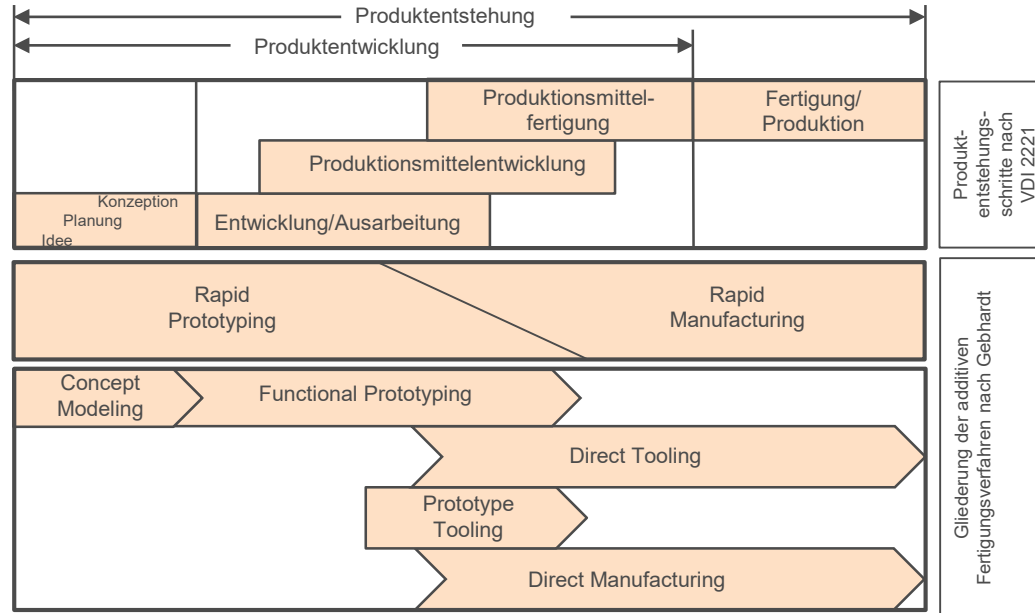 Produktentstehung
Produktentwicklung
Produktionsmittel-
fertigung
Fertigung/
Produktion
Produktionsmittelentwicklung
Konzeption
Planung
Idee
Entwicklung/Ausarbeitung
Produkt-
entstehungs-
schritte nach
VDI 2221
Rapid
Prototyping
Rapid
Manufacturing
Concept
Modeling
Functional Prototyping
Direct Tooling
Prototype
Tooling
Direct Manufacturing
Gliederung der additiven
Fertigungsverfahren nach Gebhardt